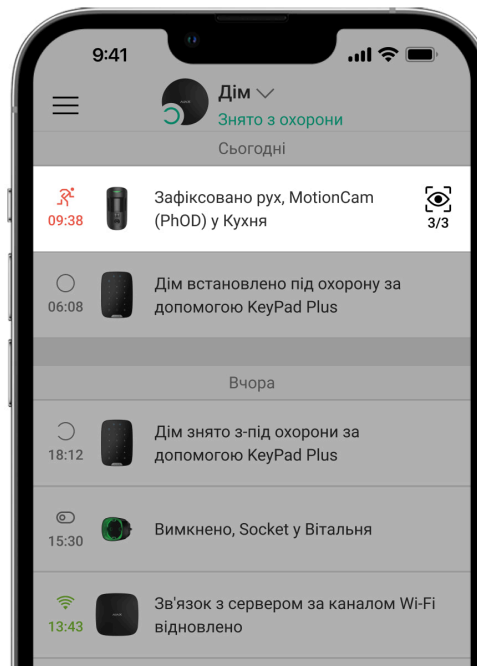 9:41
Дім
Знято з охорони
Сьогодні
Зафіксовано рух, MotionCam
(PhOD) у Кухня
09:38
3/3
Дім встановлено під охорону за
допомогою KeyPad Plus
06:08
Вчора
Дім знято з-під охорони за
допомогою KeyPad Plus
18:12
Вимкнено, Socket у Вітальня
15:30
Зв'язок з сервером за каналом Wi-Fi
відновлено
13:43